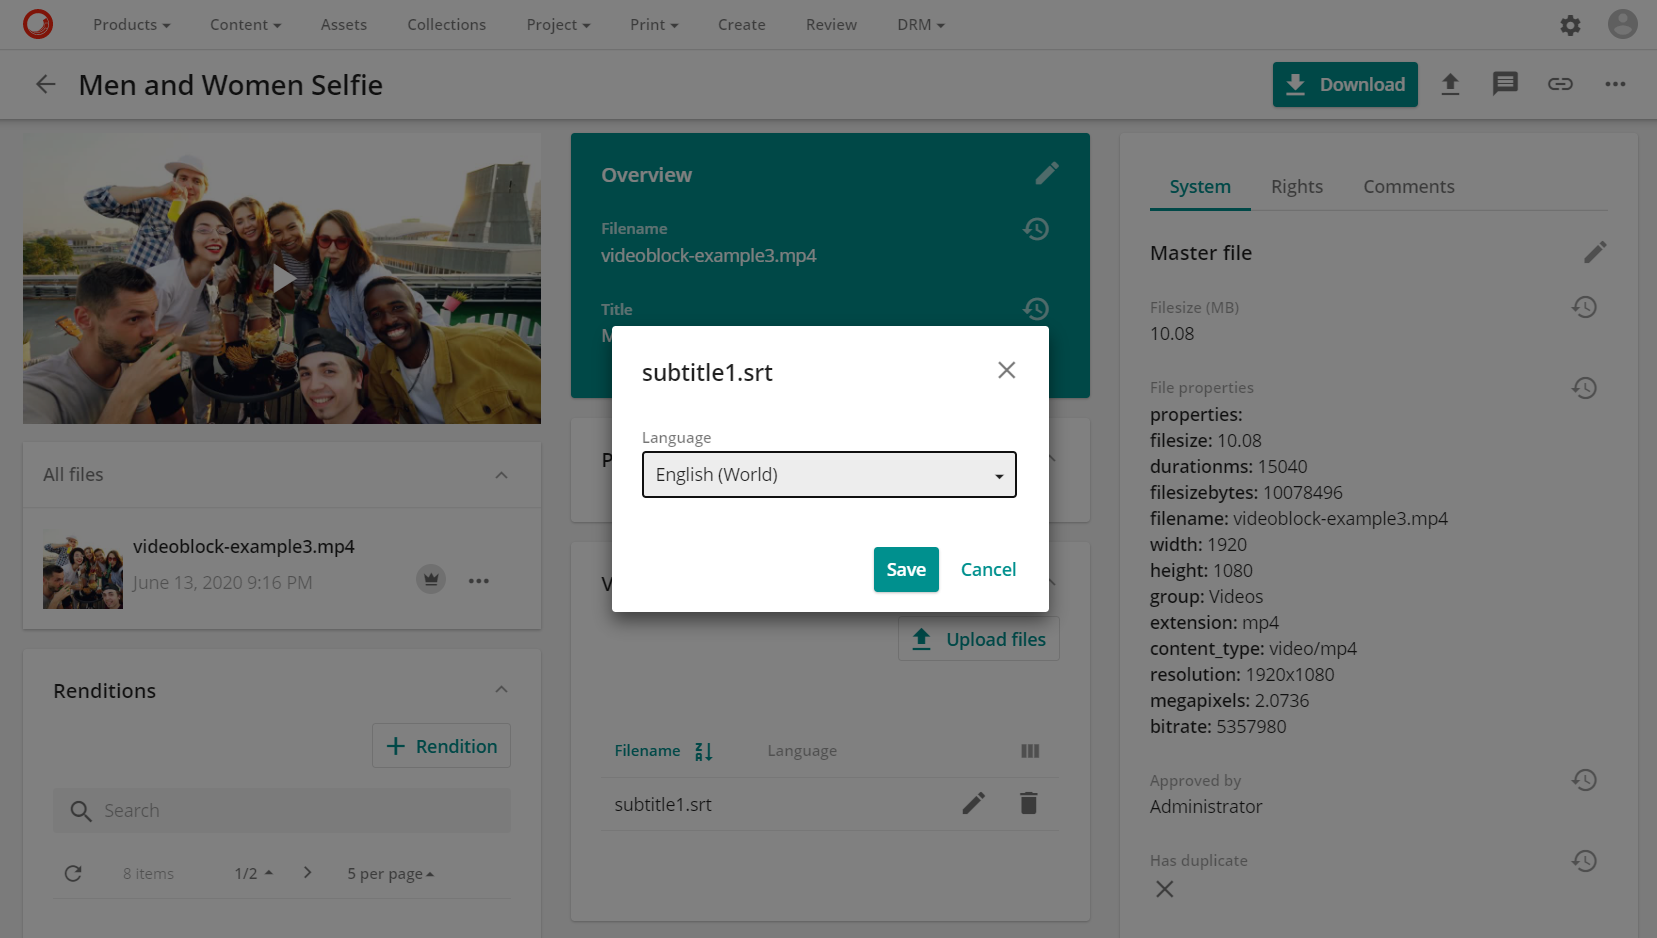 Products
Content
Assets
Collections
Project
Print
Create
Review
DRM
Men and Women Selfie
Download
All files
videoblock-example3.mp4
June 13, 2020 9:16 PM
Renditions
Rendition
Search
8 items
1/2
5 per page
Overview
Filename
videoblock-example3.mp4
Title
subtitle1.srt
Language
English (World)
Save
Cancel
Upload files
Filename
Language
subtitle1.srt
System
Rights
Comments
Master file
Filesize (MB)
10.08
File properties
properties:
filesize: 10.08
durationms: 15040
filesizebytes: 10078496
filename: videoblock-example3.mp4
width: 1920
height: 1080
group: Videos
extension: mp4
content_type: video/mp4
resolution: 1920x1080
megapixels: 2.0736
bitrate: 5357980
Approved by
Administrator
Has duplicate